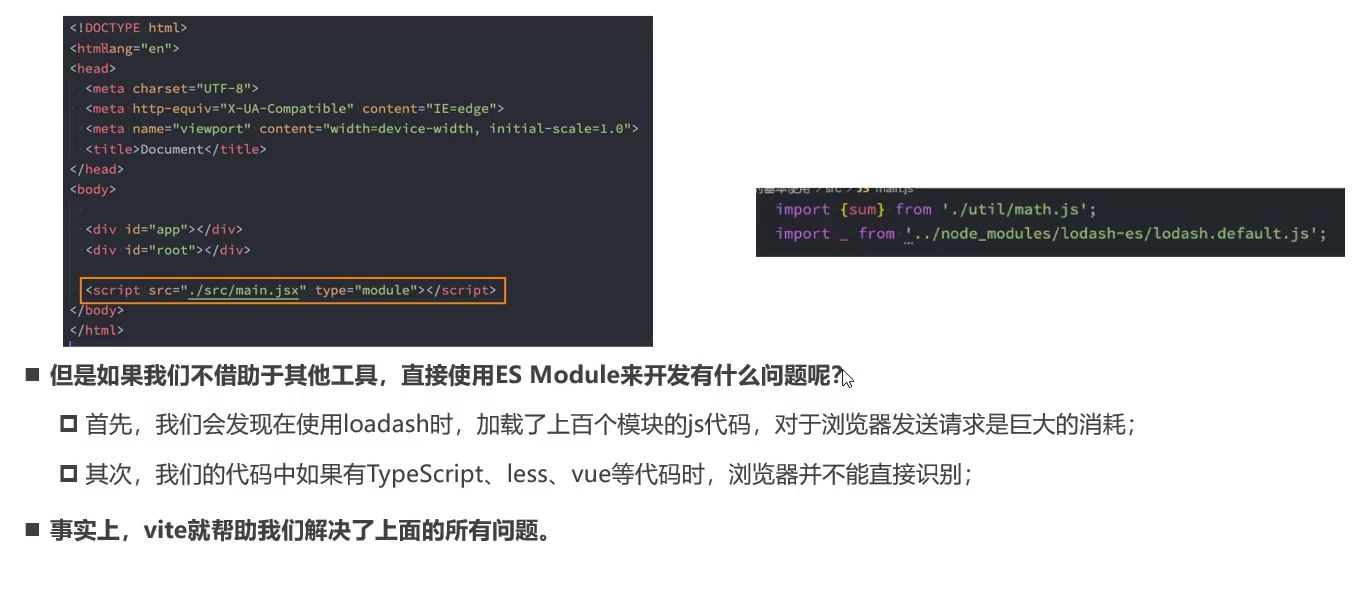 <!DOCTYPE html>
<html lang="en">
<head>
<meta charset="UTF-8">
<meta http-equiv="X-UA-Compatible" content="IE=edge">
<meta name="viewport" content="width=device-width, initial-scale=1.0">
<title>Document</title>
</head>
<body>
<div id="app"></div>
<div id="root"></div>
<script src="./src/main.jsx" type="module"></script>
</body>
</html>
基本使用 > src > JS main.js
import {sum} from './util/math.js';
import _ from '../node_modules/lodash-es/lodash.default.js';
但是如果我们不借助于其他工具，直接使用ES Module来开发有什么问题呢?
首先，我们会发现在使用loadash时，加载了上百个模块的js代码，对于浏览器发送请求是巨大的消耗；
其次，我们的代码中如果有TypeScript、less、vue等代码时，浏览器并不能直接识别；
事实上，vite就帮助我们解决了上面的所有问题。